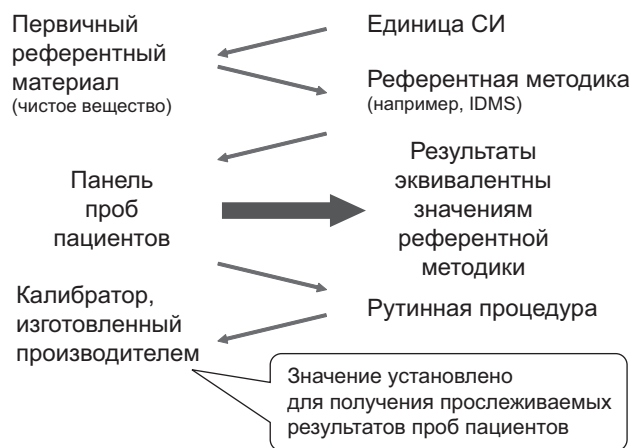 Первичный
референтный
материал
(чистое вещество)
Единица СИ
Референтная методика
(например, IDMS)
Панель
проб
пациентов
Результаты
эквивалентны
значениям
референтной
методики
Калибратор,
изготовленный
производителем
Рутинная процедура
Значение установлено
для получения прослеживаемых
результатов проб пациентов